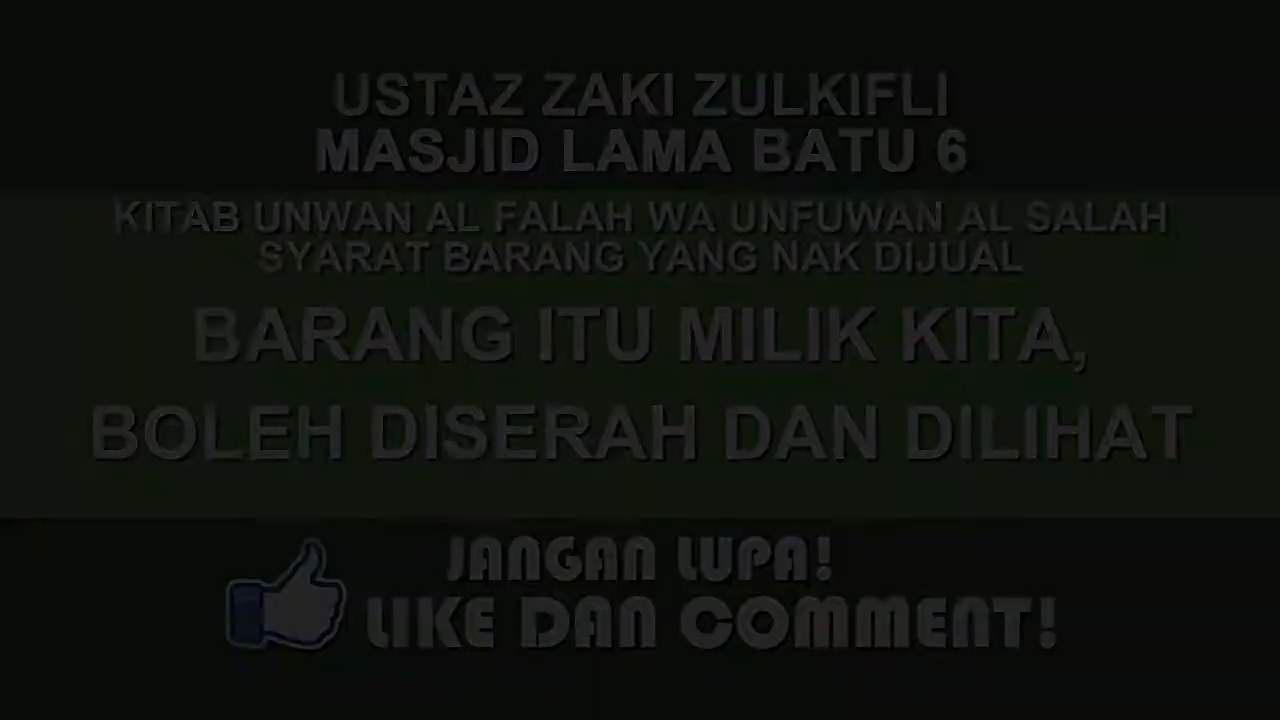 USTAZ ZAKI ZULKIFLI
MASJID LAMA BATU 6
KITAB UNWAN AL FALAH WA UNFUWAN AL SALAH
SYARAT BARANG YANG NAK DIJUAL
BARANG ITU MILIK KITA,
BOLEH DISERAH DAN DILIHAT
JANGAN LUPA!
LIKE DAN COMMENT!